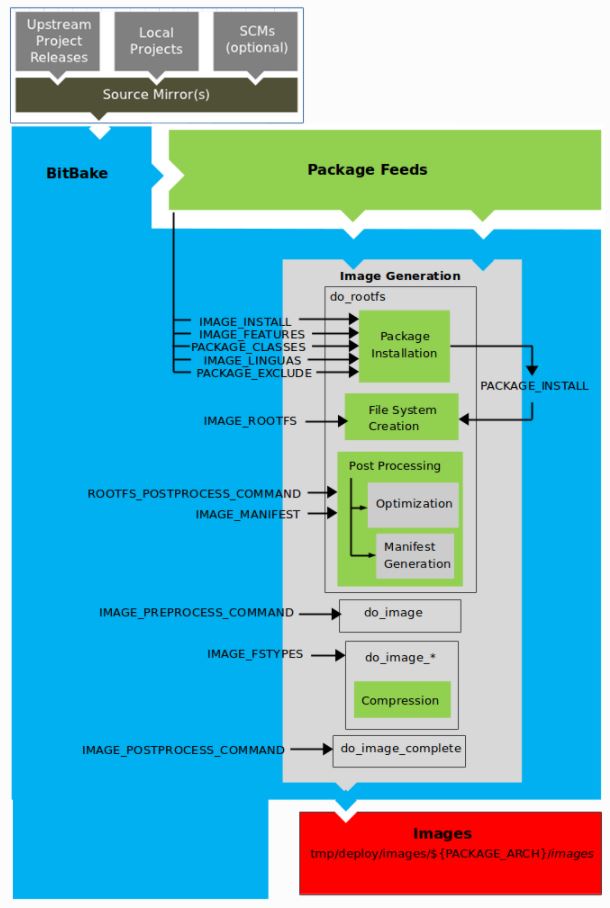 Upstream
Project
Releases
Local
Projects
SCMs
(optional)
Source Mirror(s)
BitBake
Package Feeds
Image Generation
do_rootfs
IMAGE_INSTALL
IMAGE_FEATURES
PACKAGE_CLASSES
IMAGE_LINGUAS
PACKAGE_EXCLUDE
Package
Installation
PACKAGE_INSTALL
IMAGE_ROOTFS
File System
Creation
Post Processing
ROOTFS_POSTPROCESS_COMMAND
IMAGE_MANIFEST
Optimization
Manifest
Generation
IMAGE_PREPROCESS_COMMAND
do_image
IMAGE_FSTYPES
do_image_*
Compression
IMAGE_POSTPROCESS_COMMAND
do_image_complete
Images
tmp/deploy/images/${PACKAGE_ARCH}/images